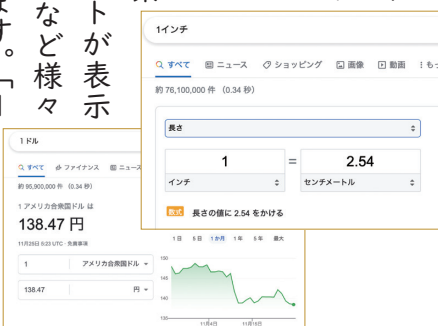 トが表示
など様々
1インチ
すべて ニュース ショッピング 画像 動画
約 76,100,000 件 （0.34 秒）
長さ
1 = 2.54
インチ センチメートル
数式 長さの値に 2.54 をかける
1ドル
すべて ファイナンス ニュース
約 95,900,000 件 （0.34 秒）
1 アメリカ合衆国ドル は
138.47 円
11月28日 5:23 UTC · 免責事項
1 アメリカ合衆国ドル
138.47 円
1日 5日 1か月 1年 5年 最大
150
145
140
135
11月4日 11月15日